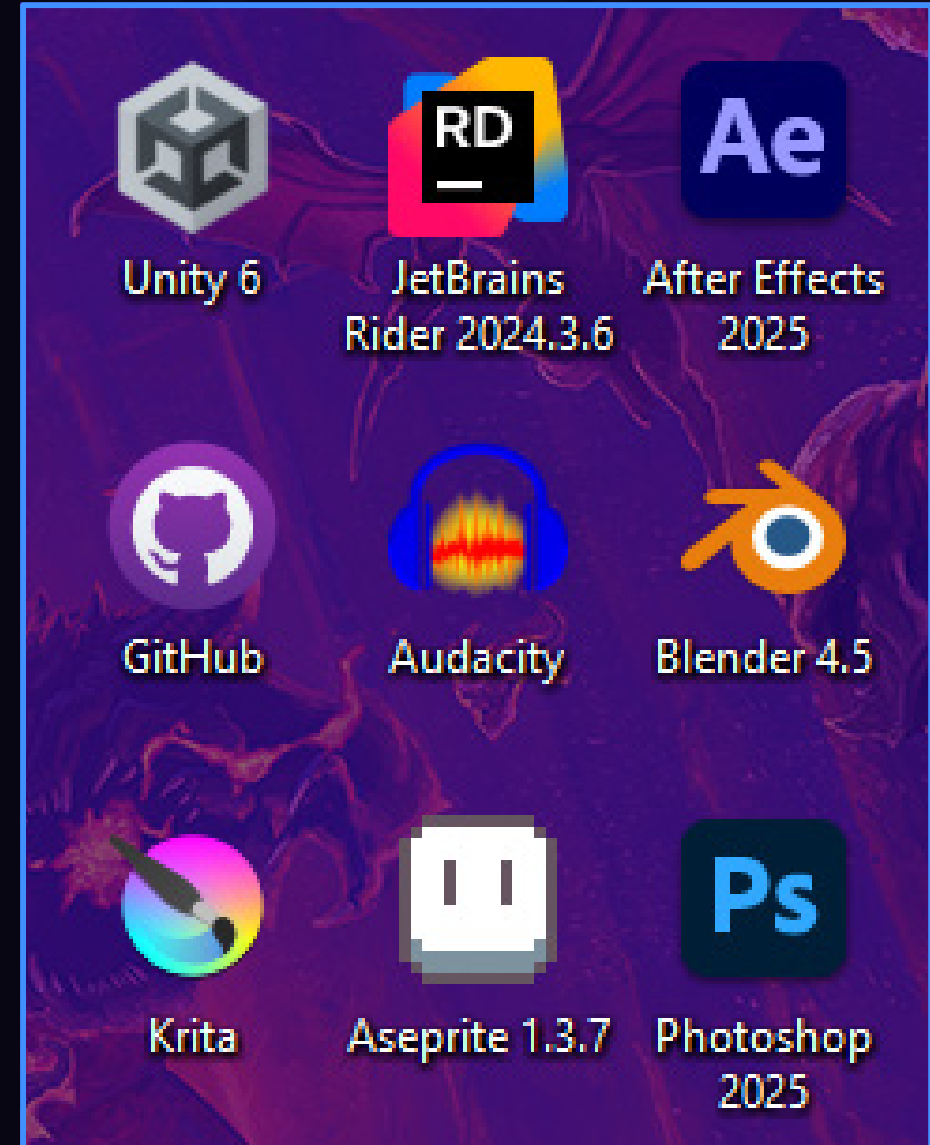 RD
Ae
Unity 6
JetBrains
Rider 2024.3.6
After Effects
2025
GitHub
Audacity
Blender 4.5
Ps
Krita
Aseprite 1.3.7
Photoshop
2025